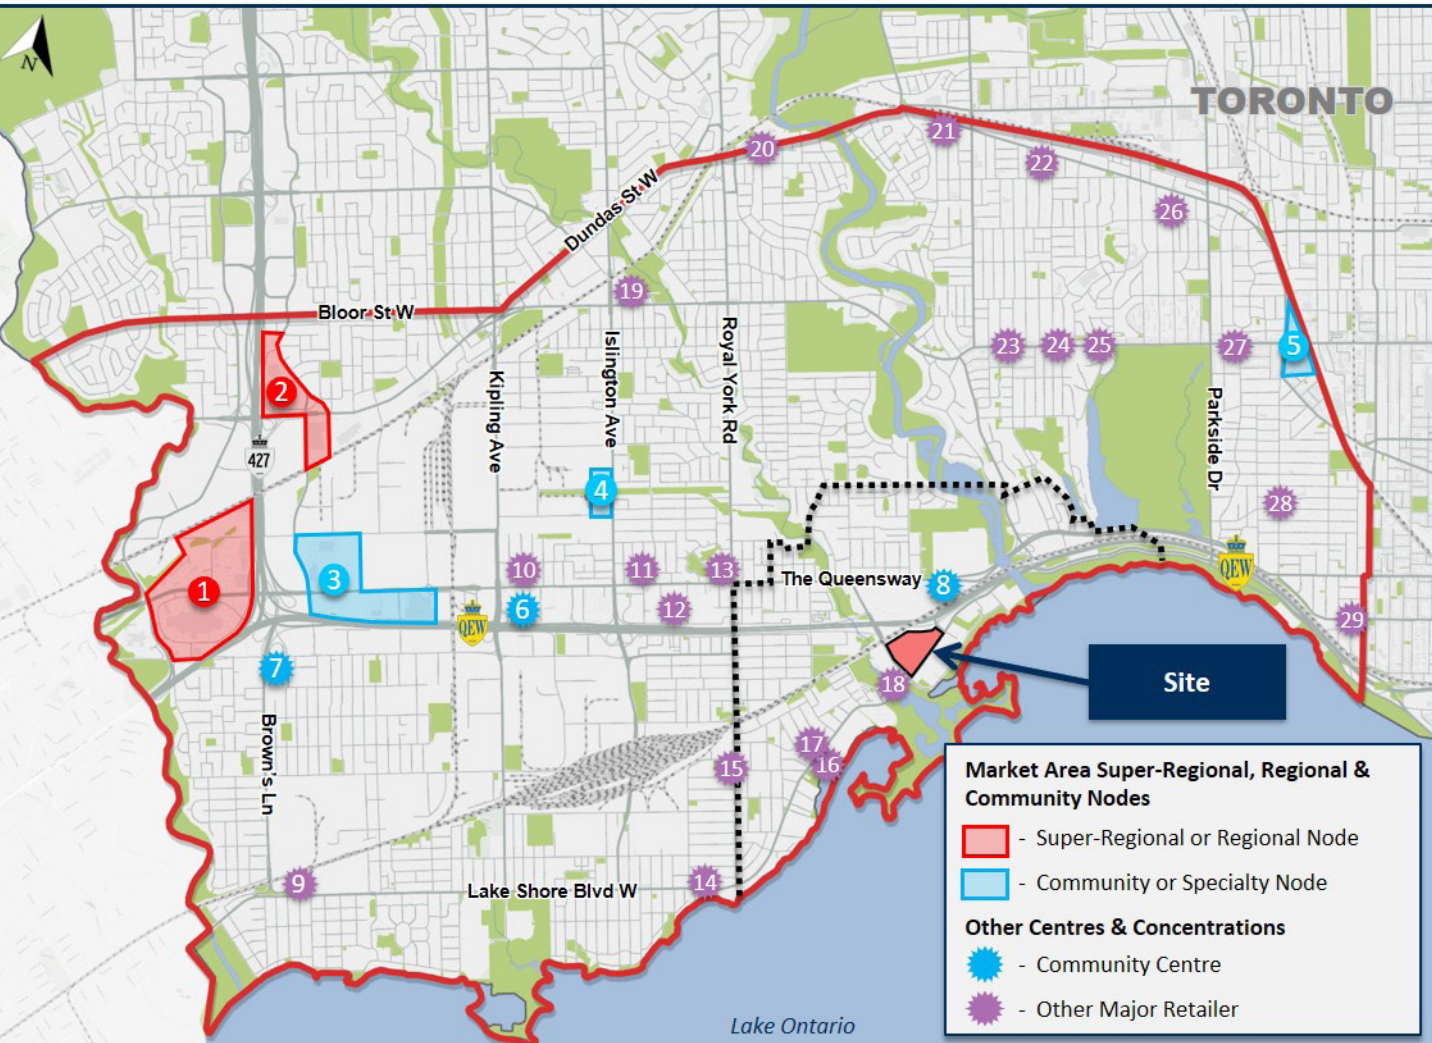 N
TORONTO
21
20
22
26
Dundas St W
19
Bloor St W
Islington Ave
Royal York Rd
23
24
25
27
5
2
Kipling Ave
Parkside Dr
427
4
28
10
11
13
The Queensway
8
QEW
3
1
6
12
QEW
29
7
18
Site
Brown's Ln
17
16
15
9
14
Lake Shore Blvd W
Lake Ontario
Market Area Super-Regional, Regional &
Community Nodes
- Super-Regional or Regional Node
- Community or Specialty Node
Other Centres & Concentrations
- Community Centre
- Other Major Retailer